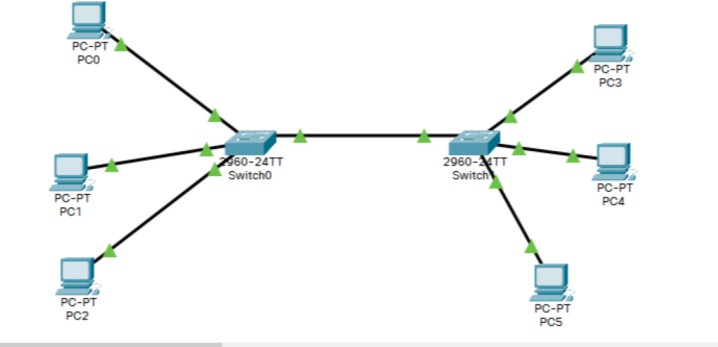 PC-PT
PC0
PC-PT
PC3
2960-24TT
Switch0
2960-24TT
Switch
PC-PT
PC4
PC-PT
PC1
PC-PT
PC2
PC-PT
PC5